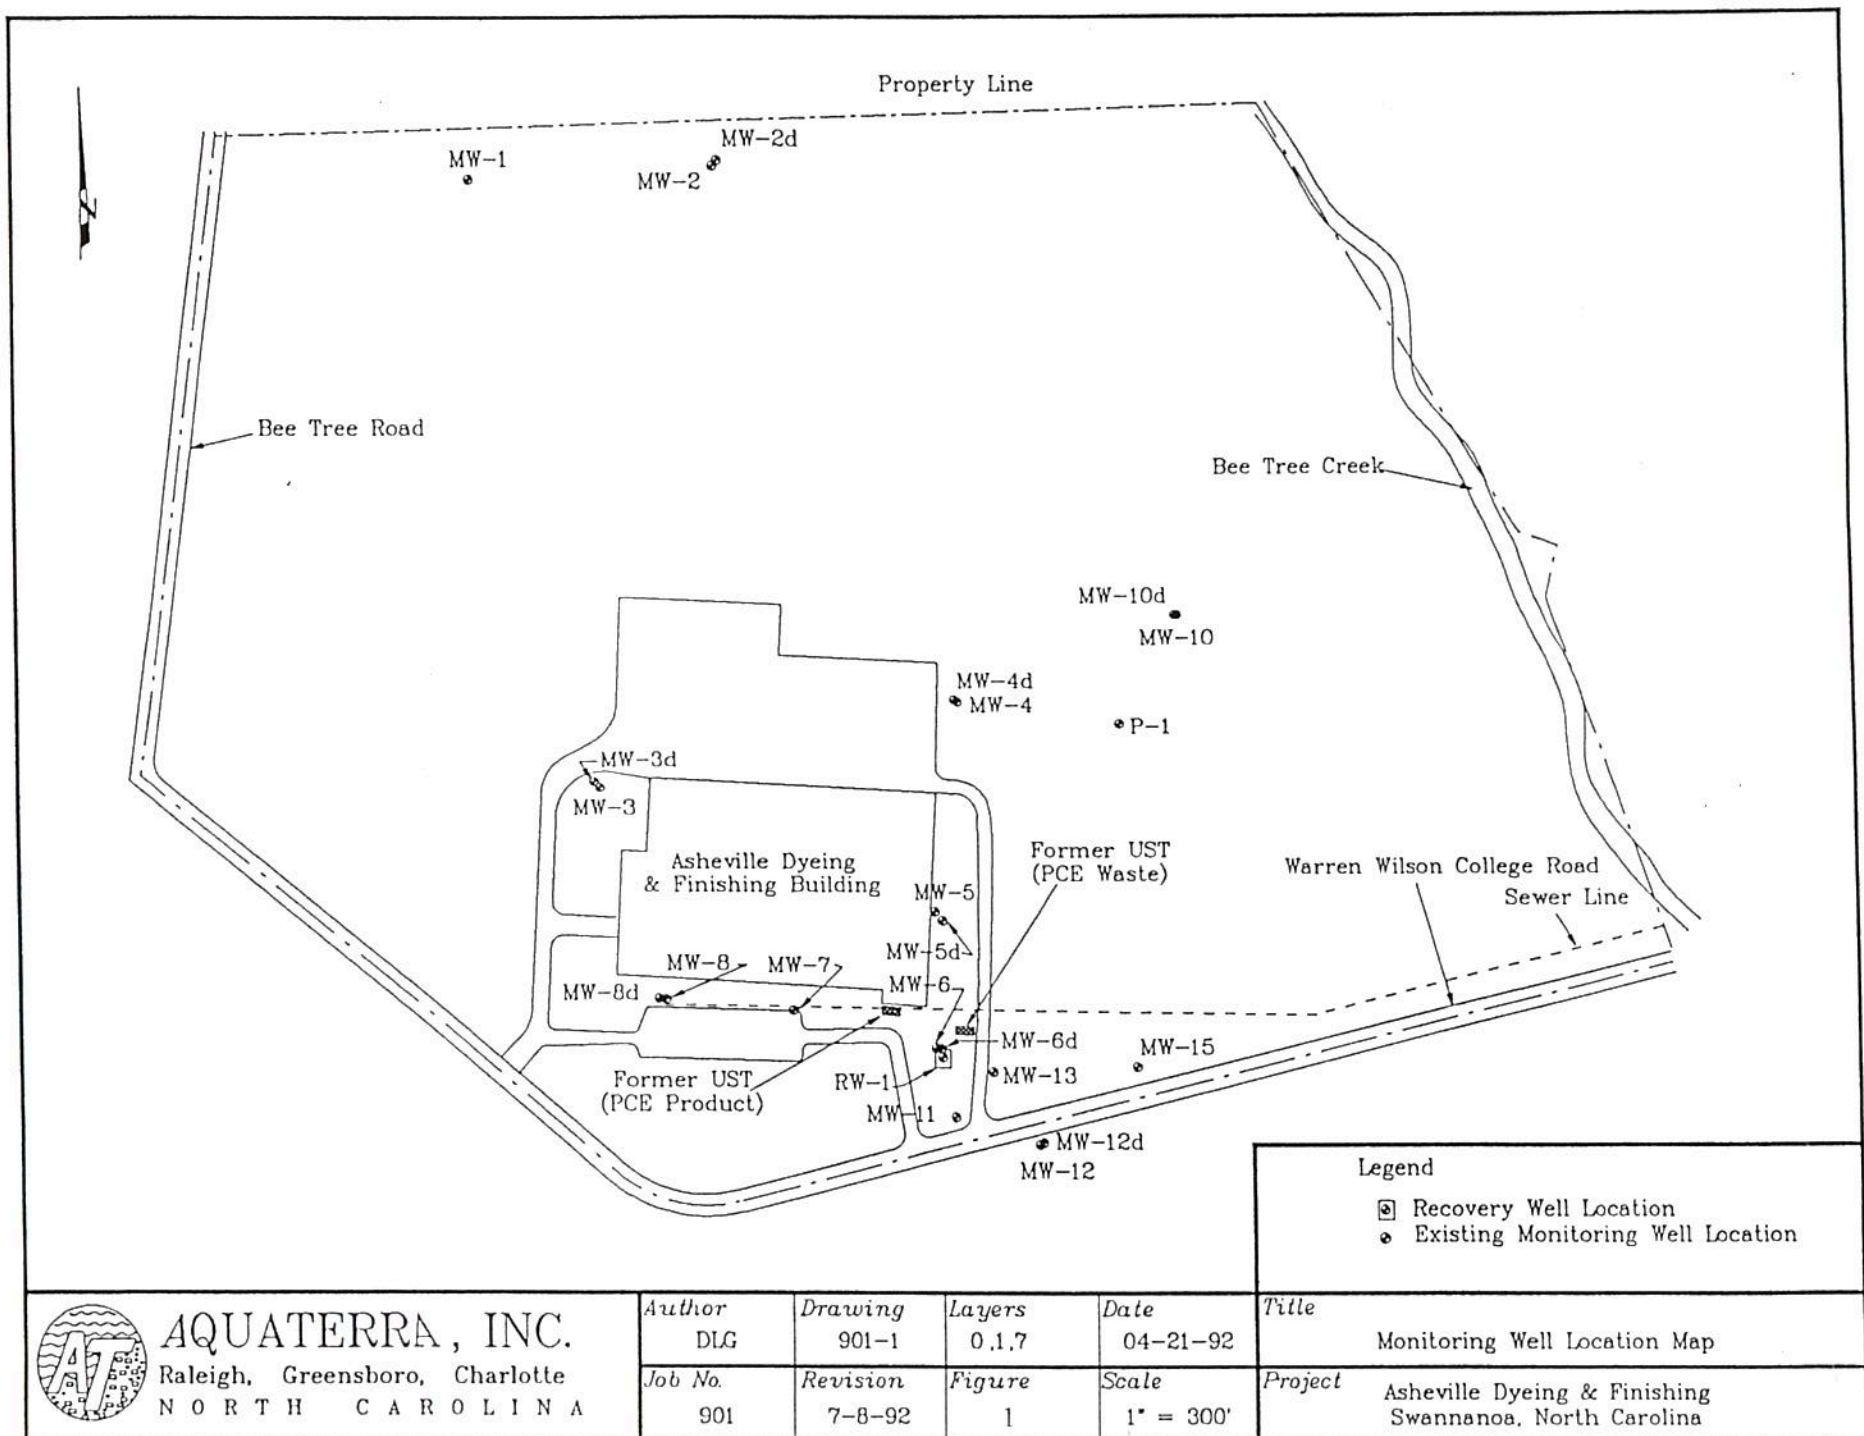 Property Line
MW-2d
MW-1
MW-2
Z
Bee Tree Road
Bee Tree Creek
MW-10d
MW-10
MW-4d
MW-4
P-1
MW-3d
MW-3
Asheville Dyeing
& Finishing Building
Former UST
(PCE Waste)
Warren Wilson College Road
Sewer Line
MW-5
MW-5d
MW-8
MW-7
MW-6
MW-8d
MW-6d
MW-15
Former UST
(PCE Product)
RW-1
MW-13
MW-11
MW-12d
MW-12
Legend
Recovery Well Location
Existing Monitoring Well Location
AT
AQUATERRA, INC.
Raleigh, Greensboro, Charlotte
NORTH CAROLINA
Author
DLG
Drawing
901-1
Layers
0,1,7
Date
04-21-92
Title
Monitoring Well Location Map
Job No.
901
Revision
7-8-92
Figure
1
Scale
1" = 300'
Project
Asheville Dyeing & Finishing
Swannanoa, North Carolina